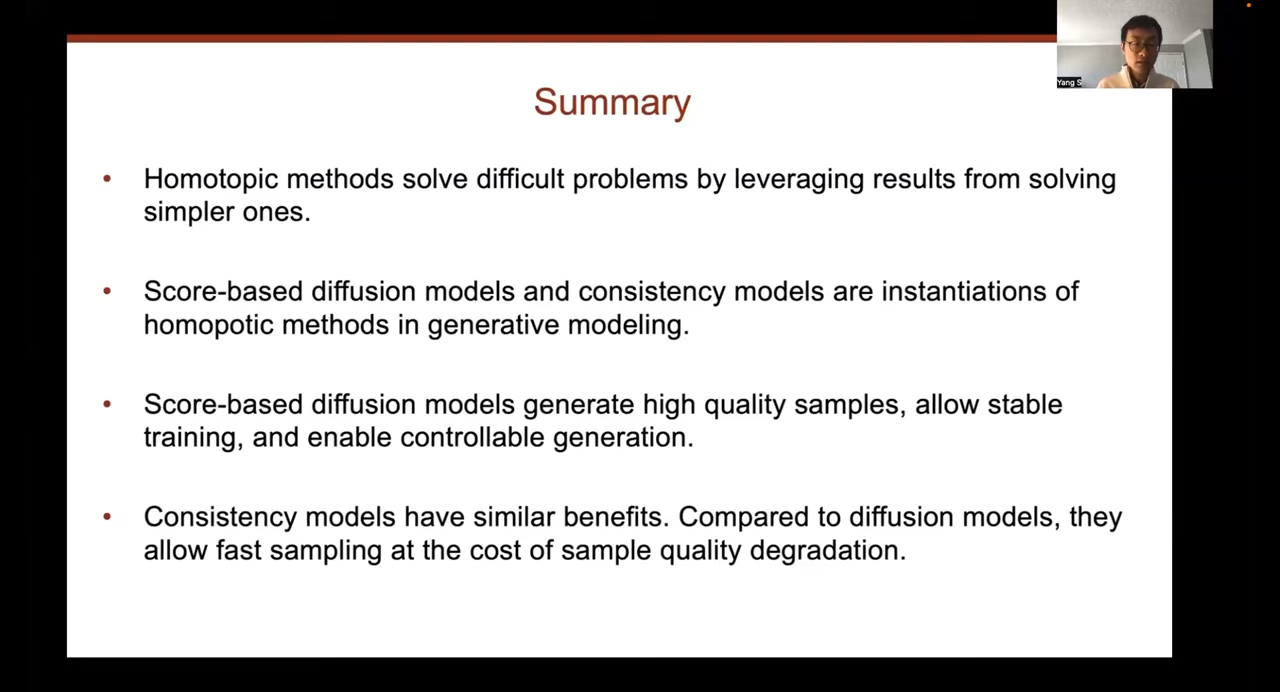 Summary
• Homotopic methods solve difficult problems by leveraging results from solving
simpler ones.
• Score-based diffusion models and consistency models are instantiations of
homopotic methods in generative modeling.
• Score-based diffusion models generate high quality samples, allow stable
training, and enable controllable generation.
• Consistency models have similar benefits. Compared to diffusion models, they
allow fast sampling at the cost of sample quality degradation.
Yang S